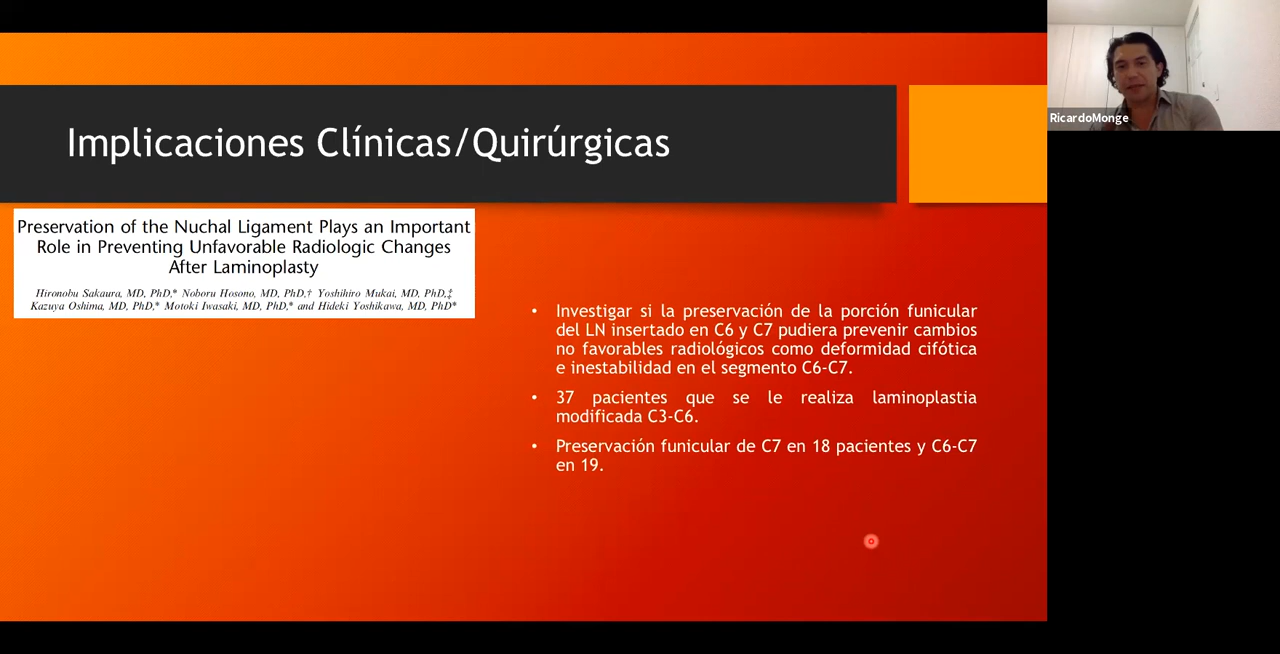 Implicaciones Clínicas/Quirúrgicas
Preservation of the Nuchal Ligament Plays an Important
Role in Preventing Unfavorable Radiologic Changes
After Laminoplasty
Hironobu Sakaura, MD, PhD,* Noboru Hosono, MD, PhD,† Yoshihiro Mukai, MD, PhD,‡
Kazuya Oshima, MD, PhD,* Motoki Iwasaki, MD, PhD,* and Hideki Yoshikawa, MD, PhD*
• Investigar si la preservación de la porción funicular
del LN insertado en C6 y C7 pudiera prevenir cambios
no favorables radiológicos como deformidad cifótica
e inestabilidad en el segmento C6-C7.
• 37 pacientes que se le realiza laminoplastia
modificada C3-C6.
• Preservación funicular de C7 en 18 pacientes y C6-C7
en 19.
RicardoMonge